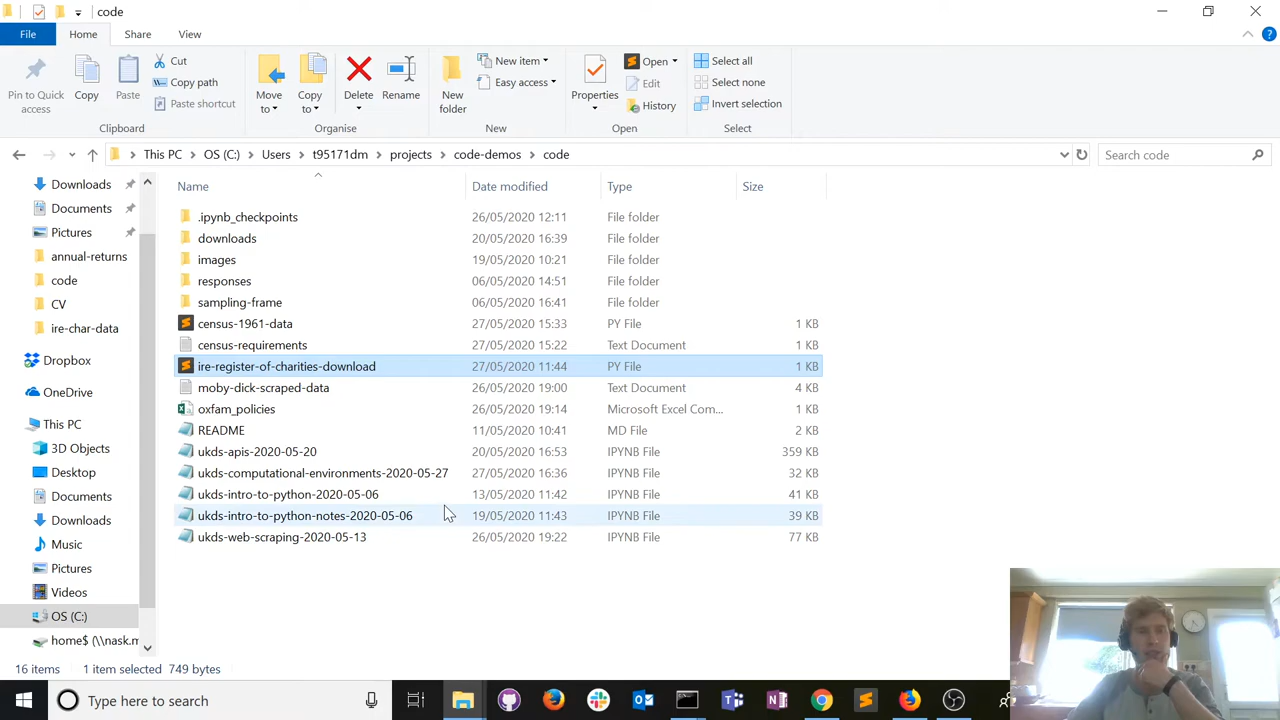 code
File
Home
Share
View
Pin to Quick access
Copy
Paste
Cut
Copy path
Paste shortcut
Clipboard
Move to
Copy to
Delete
Rename
Organise
New folder
New item
Easy access
New
Properties
Open
Edit
History
Open
Select all
Select none
Invert selection
Select
This PC > OS (C:) > Users > t95171dm > projects > code-demos > code
Search code
Downloads
Documents
Pictures
annual-returns
code
CV
ire-char-data
Dropbox
OneDrive
This PC
3D Objects
Desktop
Documents
Downloads
Music
Pictures
Videos
OS (C:)
home$ (\\nask.m
Name Date modified Type Size
.ipynb_checkpoints 26/05/2020 12:11 File folder
downloads 20/05/2020 16:39 File folder
images 19/05/2020 10:21 File folder
responses 06/05/2020 14:51 File folder
sampling-frame 06/05/2020 16:41 File folder
census-1961-data 27/05/2020 15:33 PY File 1 KB
census-requirements 27/05/2020 15:22 Text Document 1 KB
ire-register-of-charities-download 27/05/2020 11:44 PY File 1 KB
moby-dick-scraped-data 26/05/2020 19:00 Text Document 4 KB
oxfam_policies 26/05/2020 19:14 Microsoft Excel Com... 1 KB
README 11/05/2020 10:41 MD File 2 KB
ukds-apis-2020-05-20 20/05/2020 16:53 IPYNB File 359 KB
ukds-computational-environments-2020-05-27 27/05/2020 16:36 IPYNB File 32 KB
ukds-intro-to-python-2020-05-06 13/05/2020 11:42 IPYNB File 41 KB
ukds-intro-to-python-notes-2020-05-06 19/05/2020 11:43 IPYNB File 39 KB
ukds-web-scraping-2020-05-13 26/05/2020 19:22 IPYNB File 77 KB
16 items 1 item selected 749 bytes
Type here to search